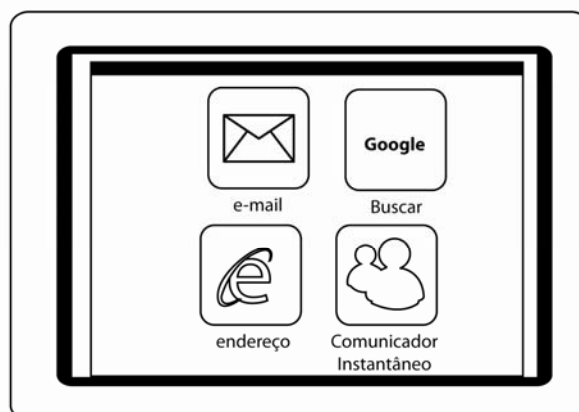 Google
e-mail
Buscar
endereço
Comunicador
Instantâneo